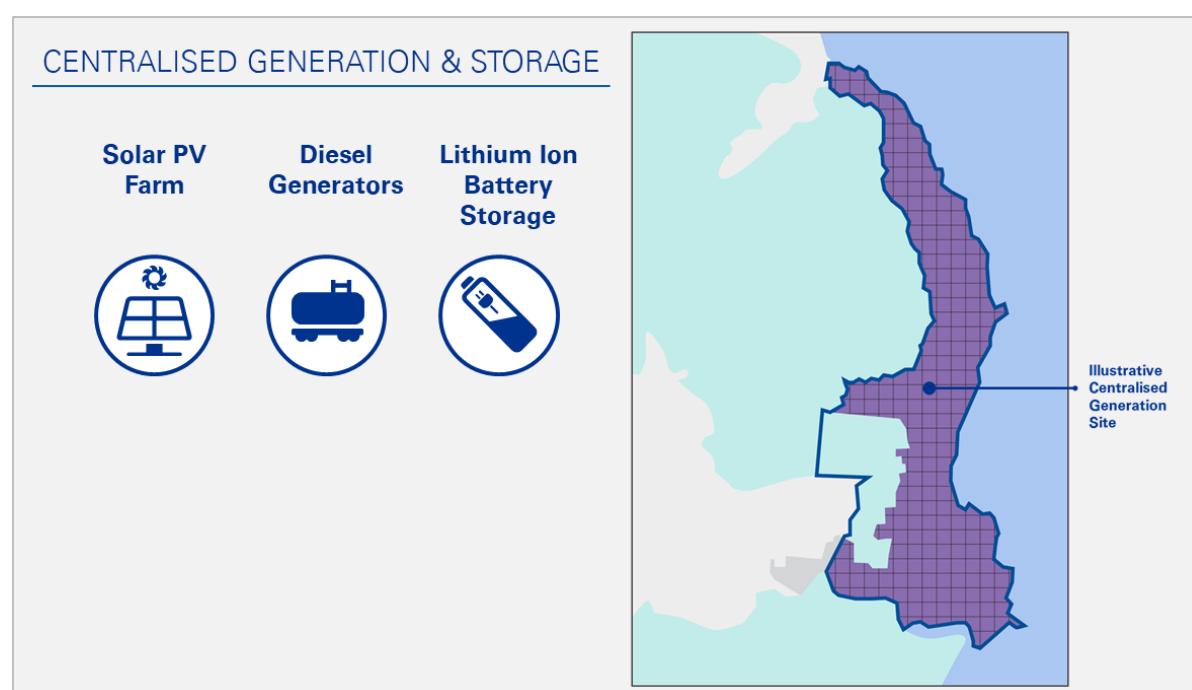 CENTRALISED GENERATION & STORAGE
Solar PV
Farm
Diesel
Generators
Lithium Ion
Battery
Storage
Illustrative
Centralised
Generation
Site